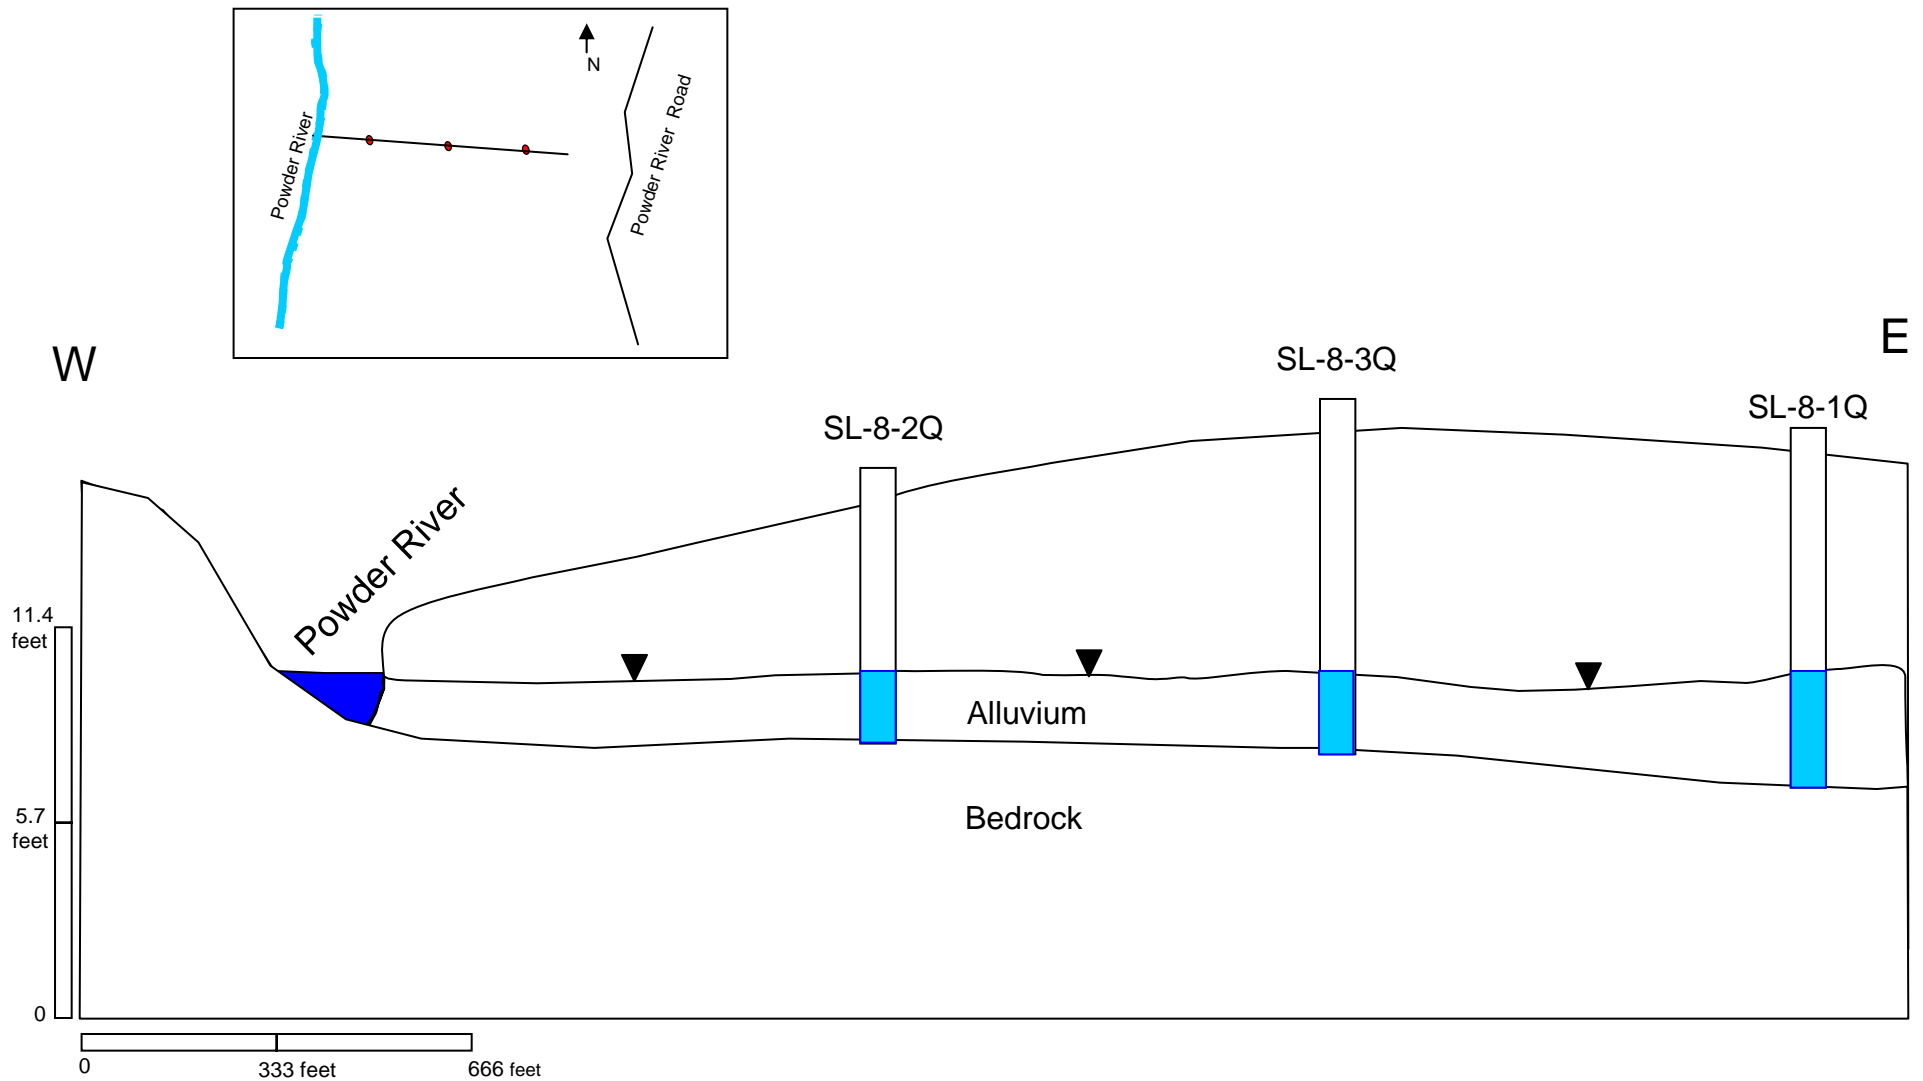 N
Powder River
Powder River Road
W
E
SL-8-3Q
SL-8-1Q
SL-8-2Q
Powder River
11.4
feet
Alluvium
5.7
feet
Bedrock
0
0
333 feet
666 feet